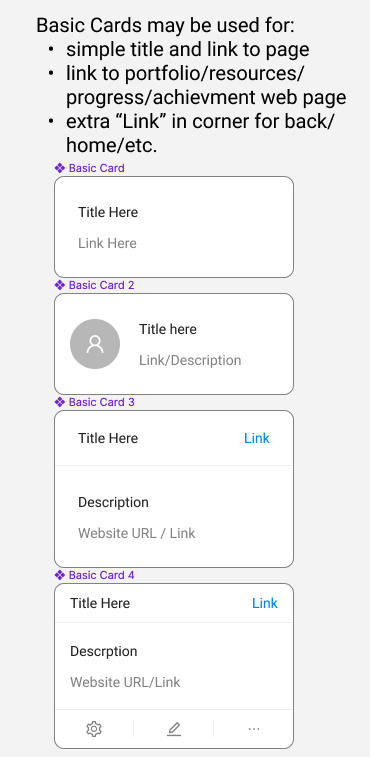 Basic Cards may be used for:
• simple title and link to page
• link to portfolio/resources/
progress/achievment web page
• extra “Link” in corner for back/
home/etc.
Basic Card
Title Here
Link Here
Basic Card 2
Title here
Link/Description
Basic Card 3
Title Here Link
Description
Website URL / Link
Basic Card 4
Title Here Link
Descrption
Website URL/Link